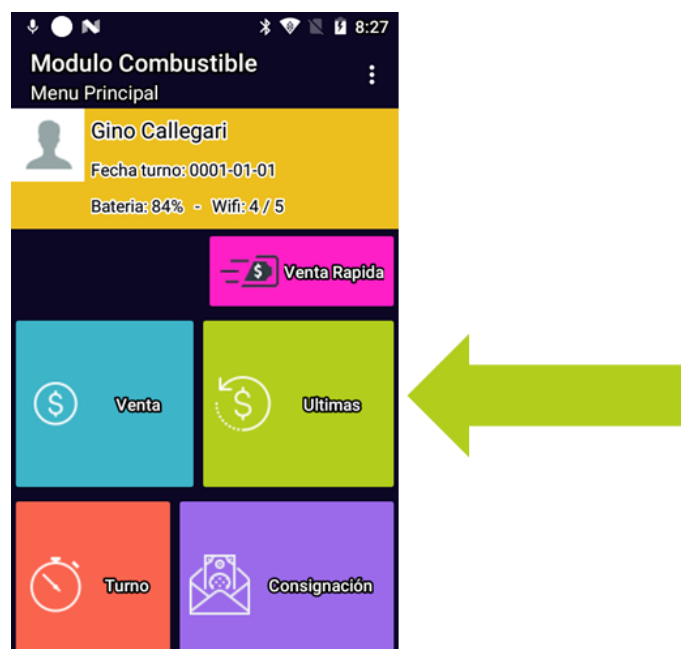 8:27
Modulo Combustible
Menu Principal
Gino Callegari
Fecha turno: 0001-01-01
Bateria: 84% - Wifi: 4 / 5
$ Venta Rapida
$ Venta
$ Ultimas
Turno
Consignación